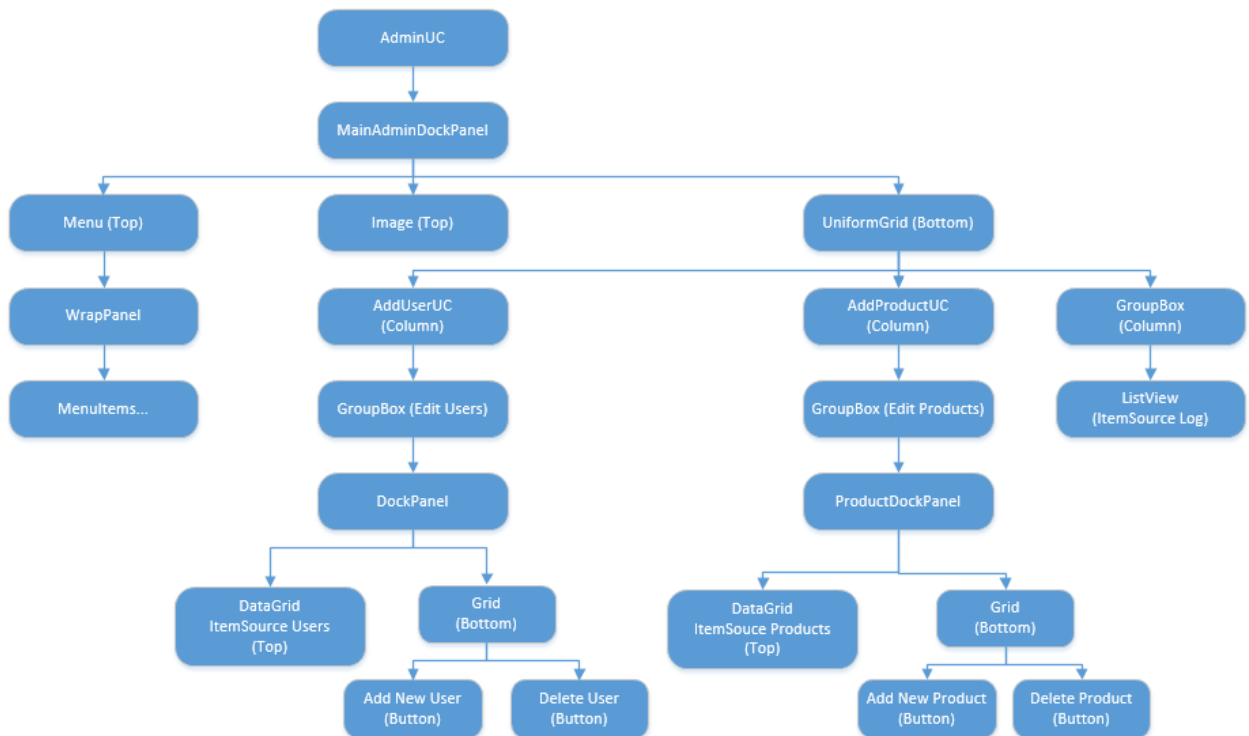 AdminUC
MainAdminDockPanel
Menu (Top)
Image (Top)
UniformGrid (Bottom)
WrapPanel
AddUserUC
(Column)
AddProductUC
(Column)
GroupBox
(Column)
MenuItems...
GroupBox (Edit Users)
GroupBox (Edit Products)
ListView
(ItemSource Log)
DockPanel
ProductDockPanel
DataGrid
ItemSource Users
(Top)
Grid
(Bottom)
DataGrid
ItemSouce Products
(Top)
Grid
(Bottom)
Add New User
(Button)
Delete User
(Button)
Add New Product
(Button)
Delete Product
(Button)